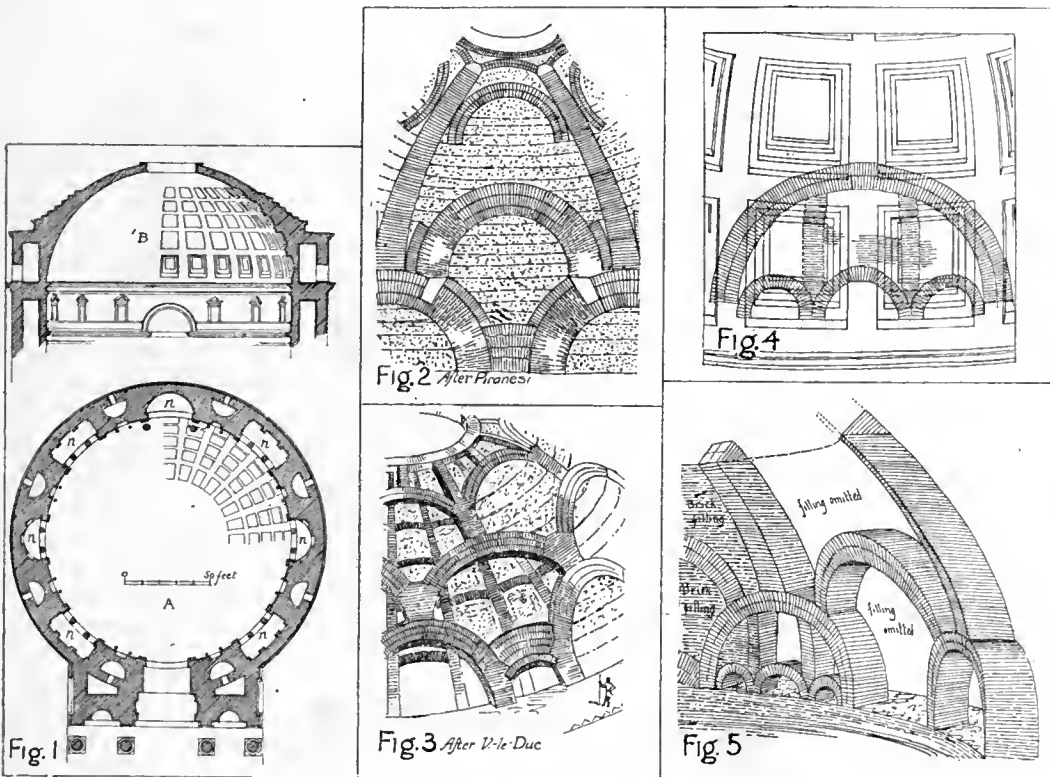 'B
n
n
n
n
n
n
n
0 50 feet
A
Fig. 1
Fig. 2 After Piranesi
Fig. 3 After V-le-Duc
Fig. 4
Brick
filling
Brick
filling
filling omitted
filling
omitted
Fig. 5